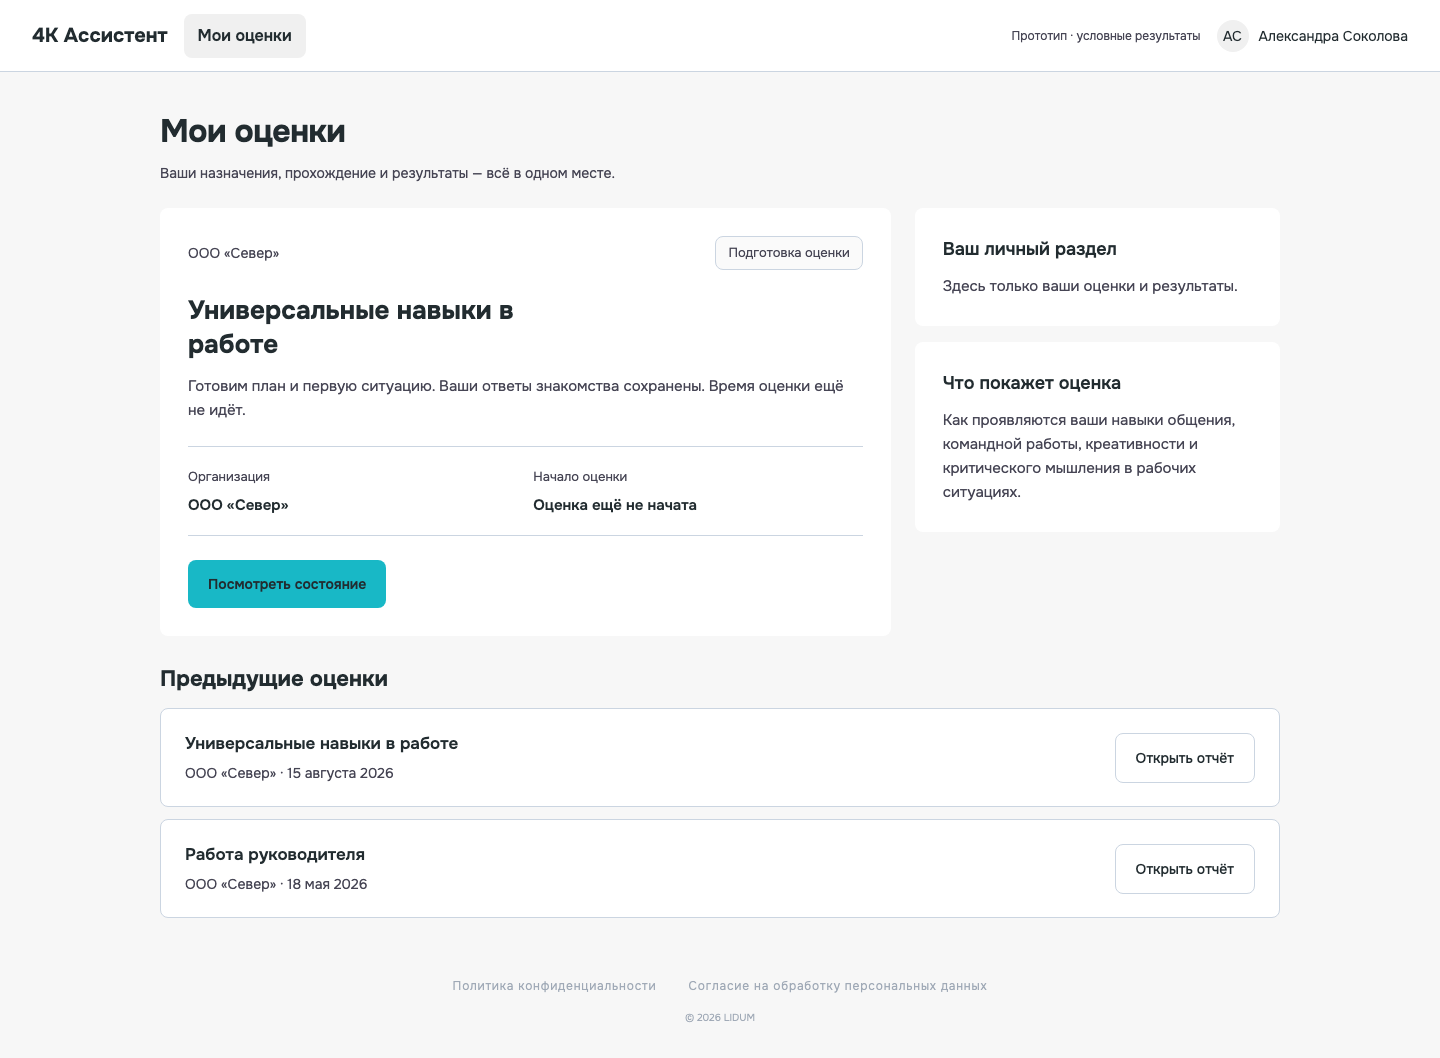 4К Ассистент
Мои оценки
Прототип · условные результаты
АС
Александра Соколова
Мои оценки
Ваши назначения, прохождение и результаты — всё в одном месте.
ООО «Север»
Подготовка оценки
Универсальные навыки в
работе
Готовим план и первую ситуацию. Ваши ответы знакомства сохранены. Время оценки ещё
не идёт.
Организация
ООО «Север»
Начало оценки
Оценка ещё не начата
Посмотреть состояние
Ваш личный раздел
Здесь только ваши оценки и результаты.
Что покажет оценка
Как проявляются ваши навыки общения,
командной работы, креативности и
критического мышления в рабочих
ситуациях.
Предыдущие оценки
Универсальные навыки в работе
ООО «Север» · 15 августа 2026
Открыть отчёт
Работа руководителя
ООО «Север» · 18 мая 2026
Открыть отчёт
Политика конфиденциальности
Согласие на обработку персональных данных
© 2026 LIDUM